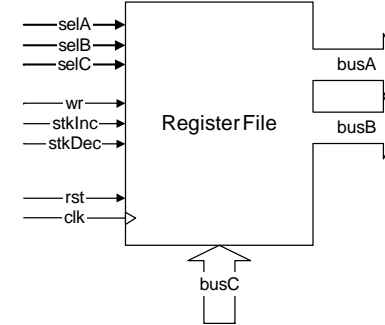 selA
selB
selC
busA
wr
stkInc
stkDec
Register File
busB
rst
clk
busC